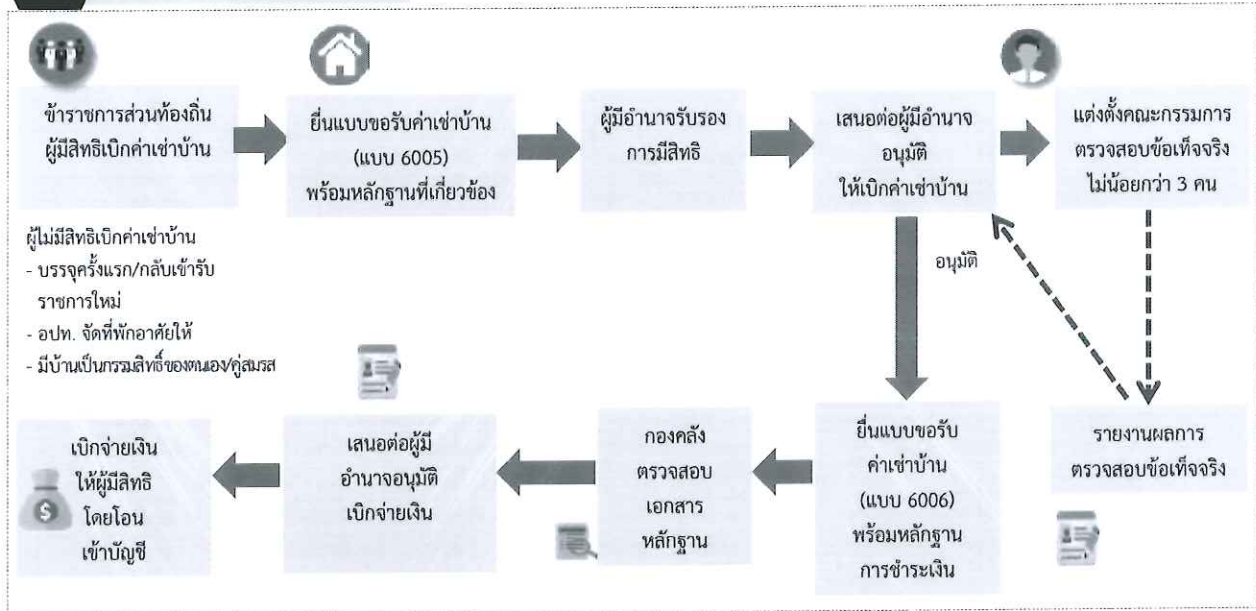 ข้าราชการส่วนท้องถิ่น
ผู้มีสิทธิเบิกค่าเช่าบ้าน
ยื่นแบบขอรับค่าเช่าบ้าน
(แบบ 6005)
พร้อมหลักฐานที่เกี่ยวข้อง
ผู้มีอำนาจรับรอง
การมีสิทธิ
เสนอต่อผู้มีอำนาจ
อนุมัติ
ให้เบิกค่าเช่าบ้าน
แต่งตั้งคณะกรรมการ
ตรวจสอบข้อเท็จจริง
ไม่น้อยกว่า 3 คน
ผู้ไม่มีสิทธิเบิกค่าเช่าบ้าน
- บรรจุครั้งแรก/กลับเข้ารับ
ราชการใหม่
- อปท. จัดที่พักอาศัยให้
- มีบ้านเป็นกรรมสิทธิ์ของตนเอง/คู่สมรส
อนุมัติ
รายงานผลการ
ตรวจสอบข้อเท็จจริง
ยื่นแบบขอรับ
ค่าเช่าบ้าน
(แบบ 6006)
พร้อมหลักฐาน
การชำระเงิน
กองคลัง
ตรวจสอบ
เอกสาร
หลักฐาน
เสนอต่อผู้มี
อำนาจอนุมัติ
เบิกจ่ายเงิน
เบิกจ่ายเงิน
ให้ผู้มีสิทธิ
โดยโอน
เข้าบัญชี
$